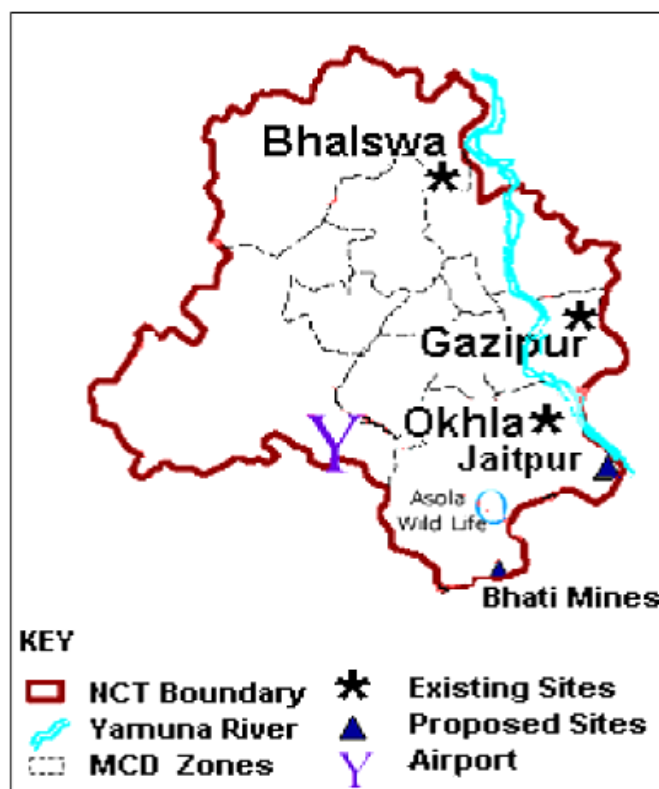 Bhalswa
Gazipur
Okhla
Jaitpur
Asola
Wild Life
Bhati Mines
KEY
NCT Boundary
Existing Sites
Yamuna River
Proposed Sites
MCD Zones
Y Airport